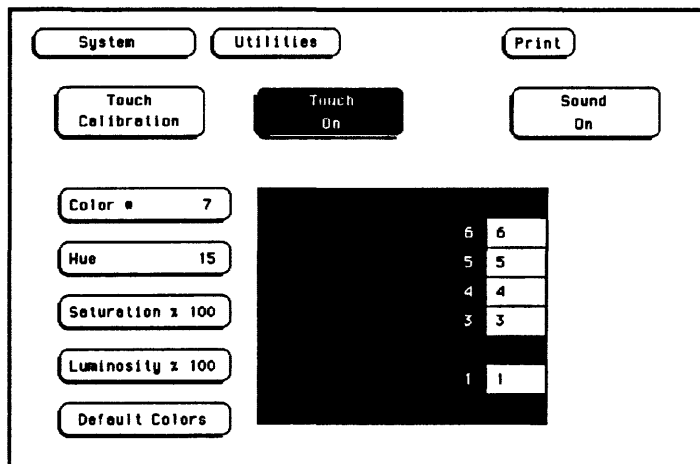 System Utilities Print
Touch Calibration
Touch On
Sound On
Color # 7
Hue 15
Saturation % 100
Luminosity % 100
Default Colors
6 6
5 5
4 4
3 3
1 1